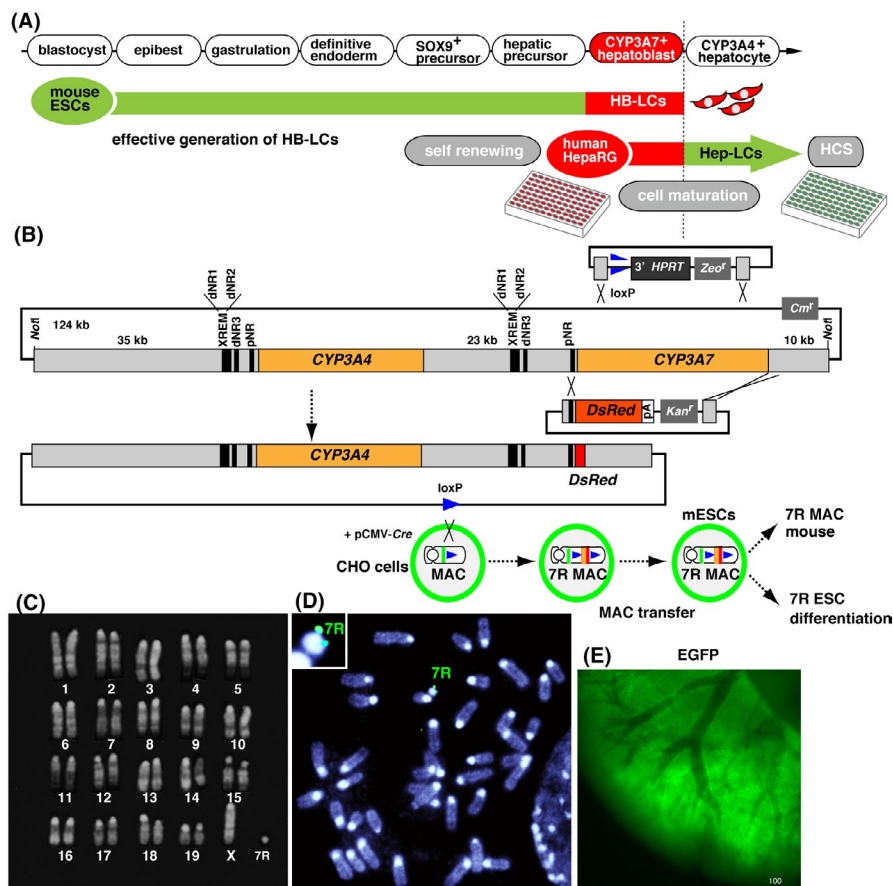 (A)
blastocyst
epibest
gastrulation
definitive
endoderm
SOX9+
precursor
hepatic
precursor
CYP3A7+
hepatoblast
CYP3A4+
hepatocyte
mouse
ESCs
HB-LCs
effective generation of HB-LCs
self renewing
human
HepaRG
Hep-LCs
HCS
cell maturation
(B)
3' HPRT
Zeor
loxP
dNR1
dNR2
dNR1
dNR2
Cmr
NotI
124 kb
XREM
dNR3
pNR
XREM
dNR3
pNR
NotI
35 kb
23 kb
10 kb
CYP3A4
CYP3A7
DsRed
pA
Kanr
CYP3A4
DsRed
loxP
+ pCMV-Cre
mESCs
7R MAC
mouse
CHO cells
MAC
7R MAC
7R MAC
MAC transfer
7R ESC
differentiation
(C)
1 2 3 4 5
6 7 8 9 10
11 12 13 14 15
16 17 18 19 X 7R
(D)
7R
7R
(E)
EGFP
100